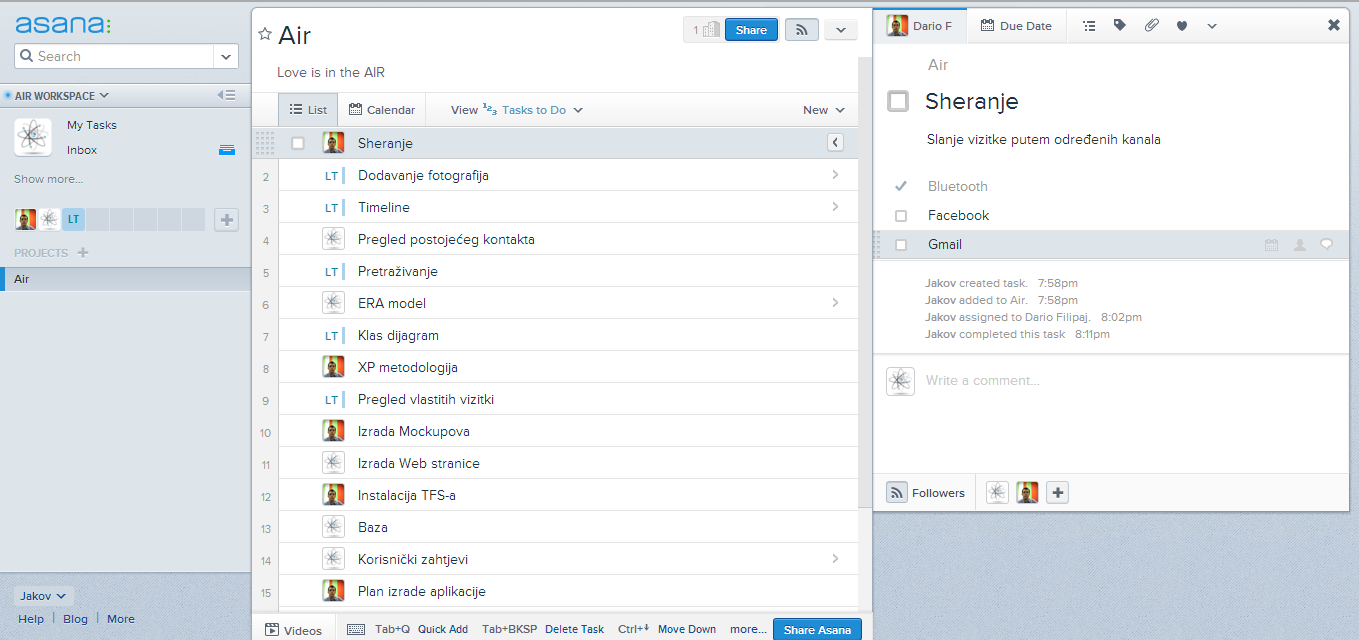 asana:
Search
AIR WORKSPACE
My Tasks
Inbox
Show more...
LT
PROJECTS +
Air
Jakov
Help | Blog | More
Air
1 Share
Love is in the AIR
List Calendar View Tasks to Do New
Sheranje
2 LT Dodavanje fotografija
3 LT Timeline
4 Pregled postojećeg kontakta
5 LT Pretraživanje
6 ERA model
7 LT Klas dijagram
8 XP metodologija
9 LT Pregled vlastitih vizitki
10 Izrada Mockupova
11 Izrada Web stranice
12 Instalacija TFS-a
13 Baza
14 Korisnički zahtjevi
15 Plan izrade aplikacije
Videos Tab+Q Quick Add Tab+BKSP Delete Task Ctrl+⬇ Move Down more... Share Asana
Dario F Due Date
Air
Sheranje
Slanje vizitke putem određenih kanala
Bluetooth
Facebook
Gmail
Jakov created task. 7:58pm
Jakov added to Air. 7:58pm
Jakov assigned to Dario Filipaj. 8:02pm
Jakov completed this task 8:11pm
Write a comment...
Followers